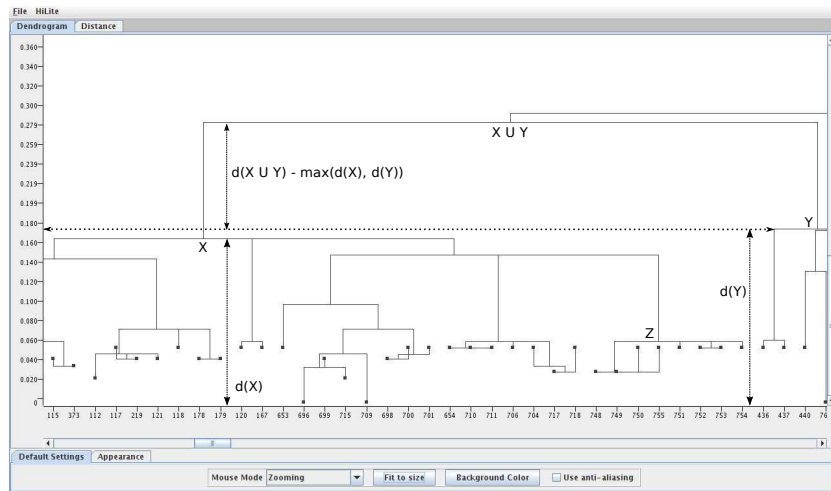 File HiLite
Dendrogram Distance
0.360
0.340
0.320
0.300
0.279
0.259
0.239
0.219
0.199
0.180
0.160
0.140
0.120
0.100
0.080
0.060
0.040
0.020
0
X U Y
d(X U Y) - max(d(X), d(Y))
Y
X
d(Y)
Z
d(X)
115 373 112 117 219 121 118 178 179 120 167 653 696 699 715 709 698 700 701 654 710 711 706 704 717 718 748 749 750 755 751 752 753 754 436 437 440 76
Default Settings Appearance
Mouse Mode Zooming Fit to size Background Color Use anti-aliasing